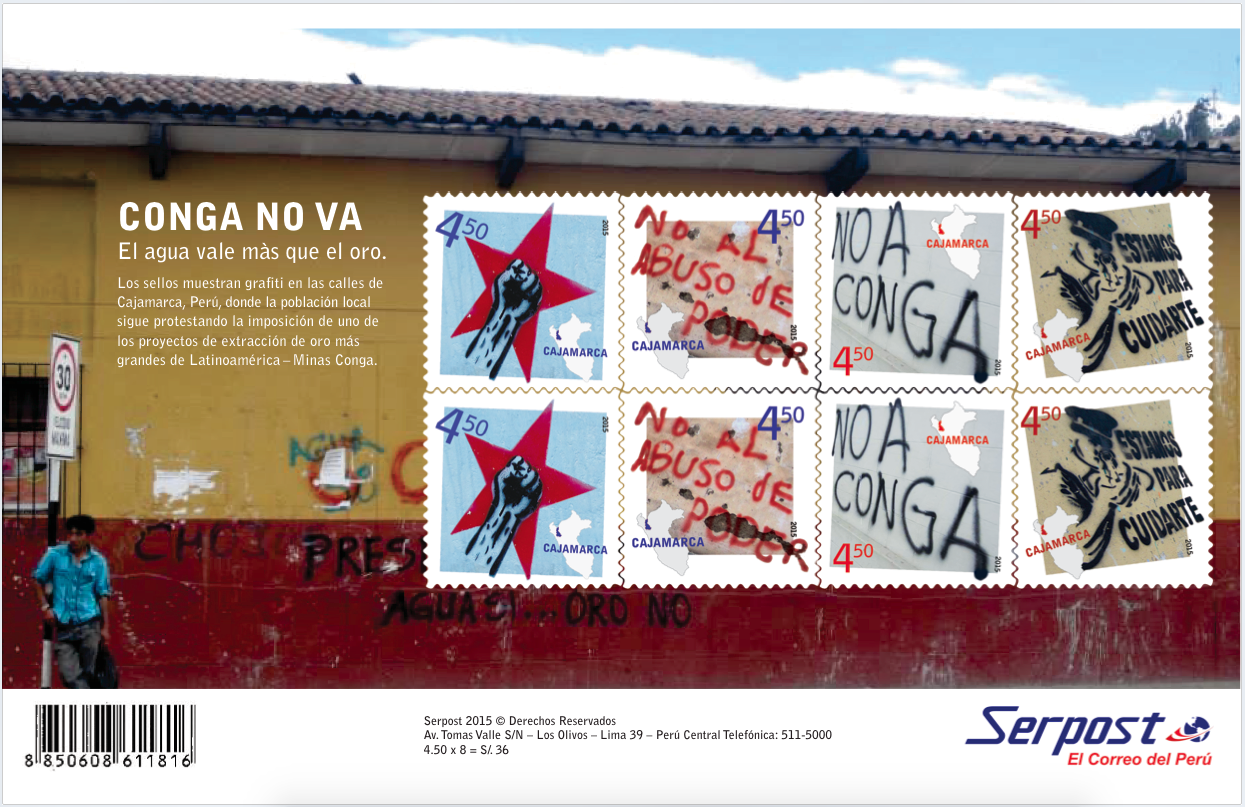 CONGA NO VA
El agua vale màs que el oro.
Los sellos muestran grafiti en las calles de
Cajamarca, Perú, donde la población local
sigue protestando la imposición de uno de
los proyectos de extracción de oro más
grandes de Latinoamérica – Minas Conga.
30
AGUA
PRES
AGUA SI... ORO NO
4 50
2015
CAJAMARCA
NO AL
ABUSO dE
PODER
4 50
2015
CAJAMARCA
NO A
CONGA
CAJAMARCA
4 50
2015
4 50
ESTAMOS
PARA
CUIDARTE
CAJAMARCA
2015
4 50
2015
CAJAMARCA
NO AL
ABUSO dE
PODER
4 50
2015
CAJAMARCA
NO A
CONGA
CAJAMARCA
4 50
2015
4 50
ESTAMOS
PARA
CUIDARTE
CAJAMARCA
2015
8 850608 611816
Serpost 2015 © Derechos Reservados
Av. Tomas Valle S/N – Los Olivos – Lima 39 – Perú Central Telefónica: 511-5000
4.50 x 8 = S/. 36
Serpost
El Correo del Perú